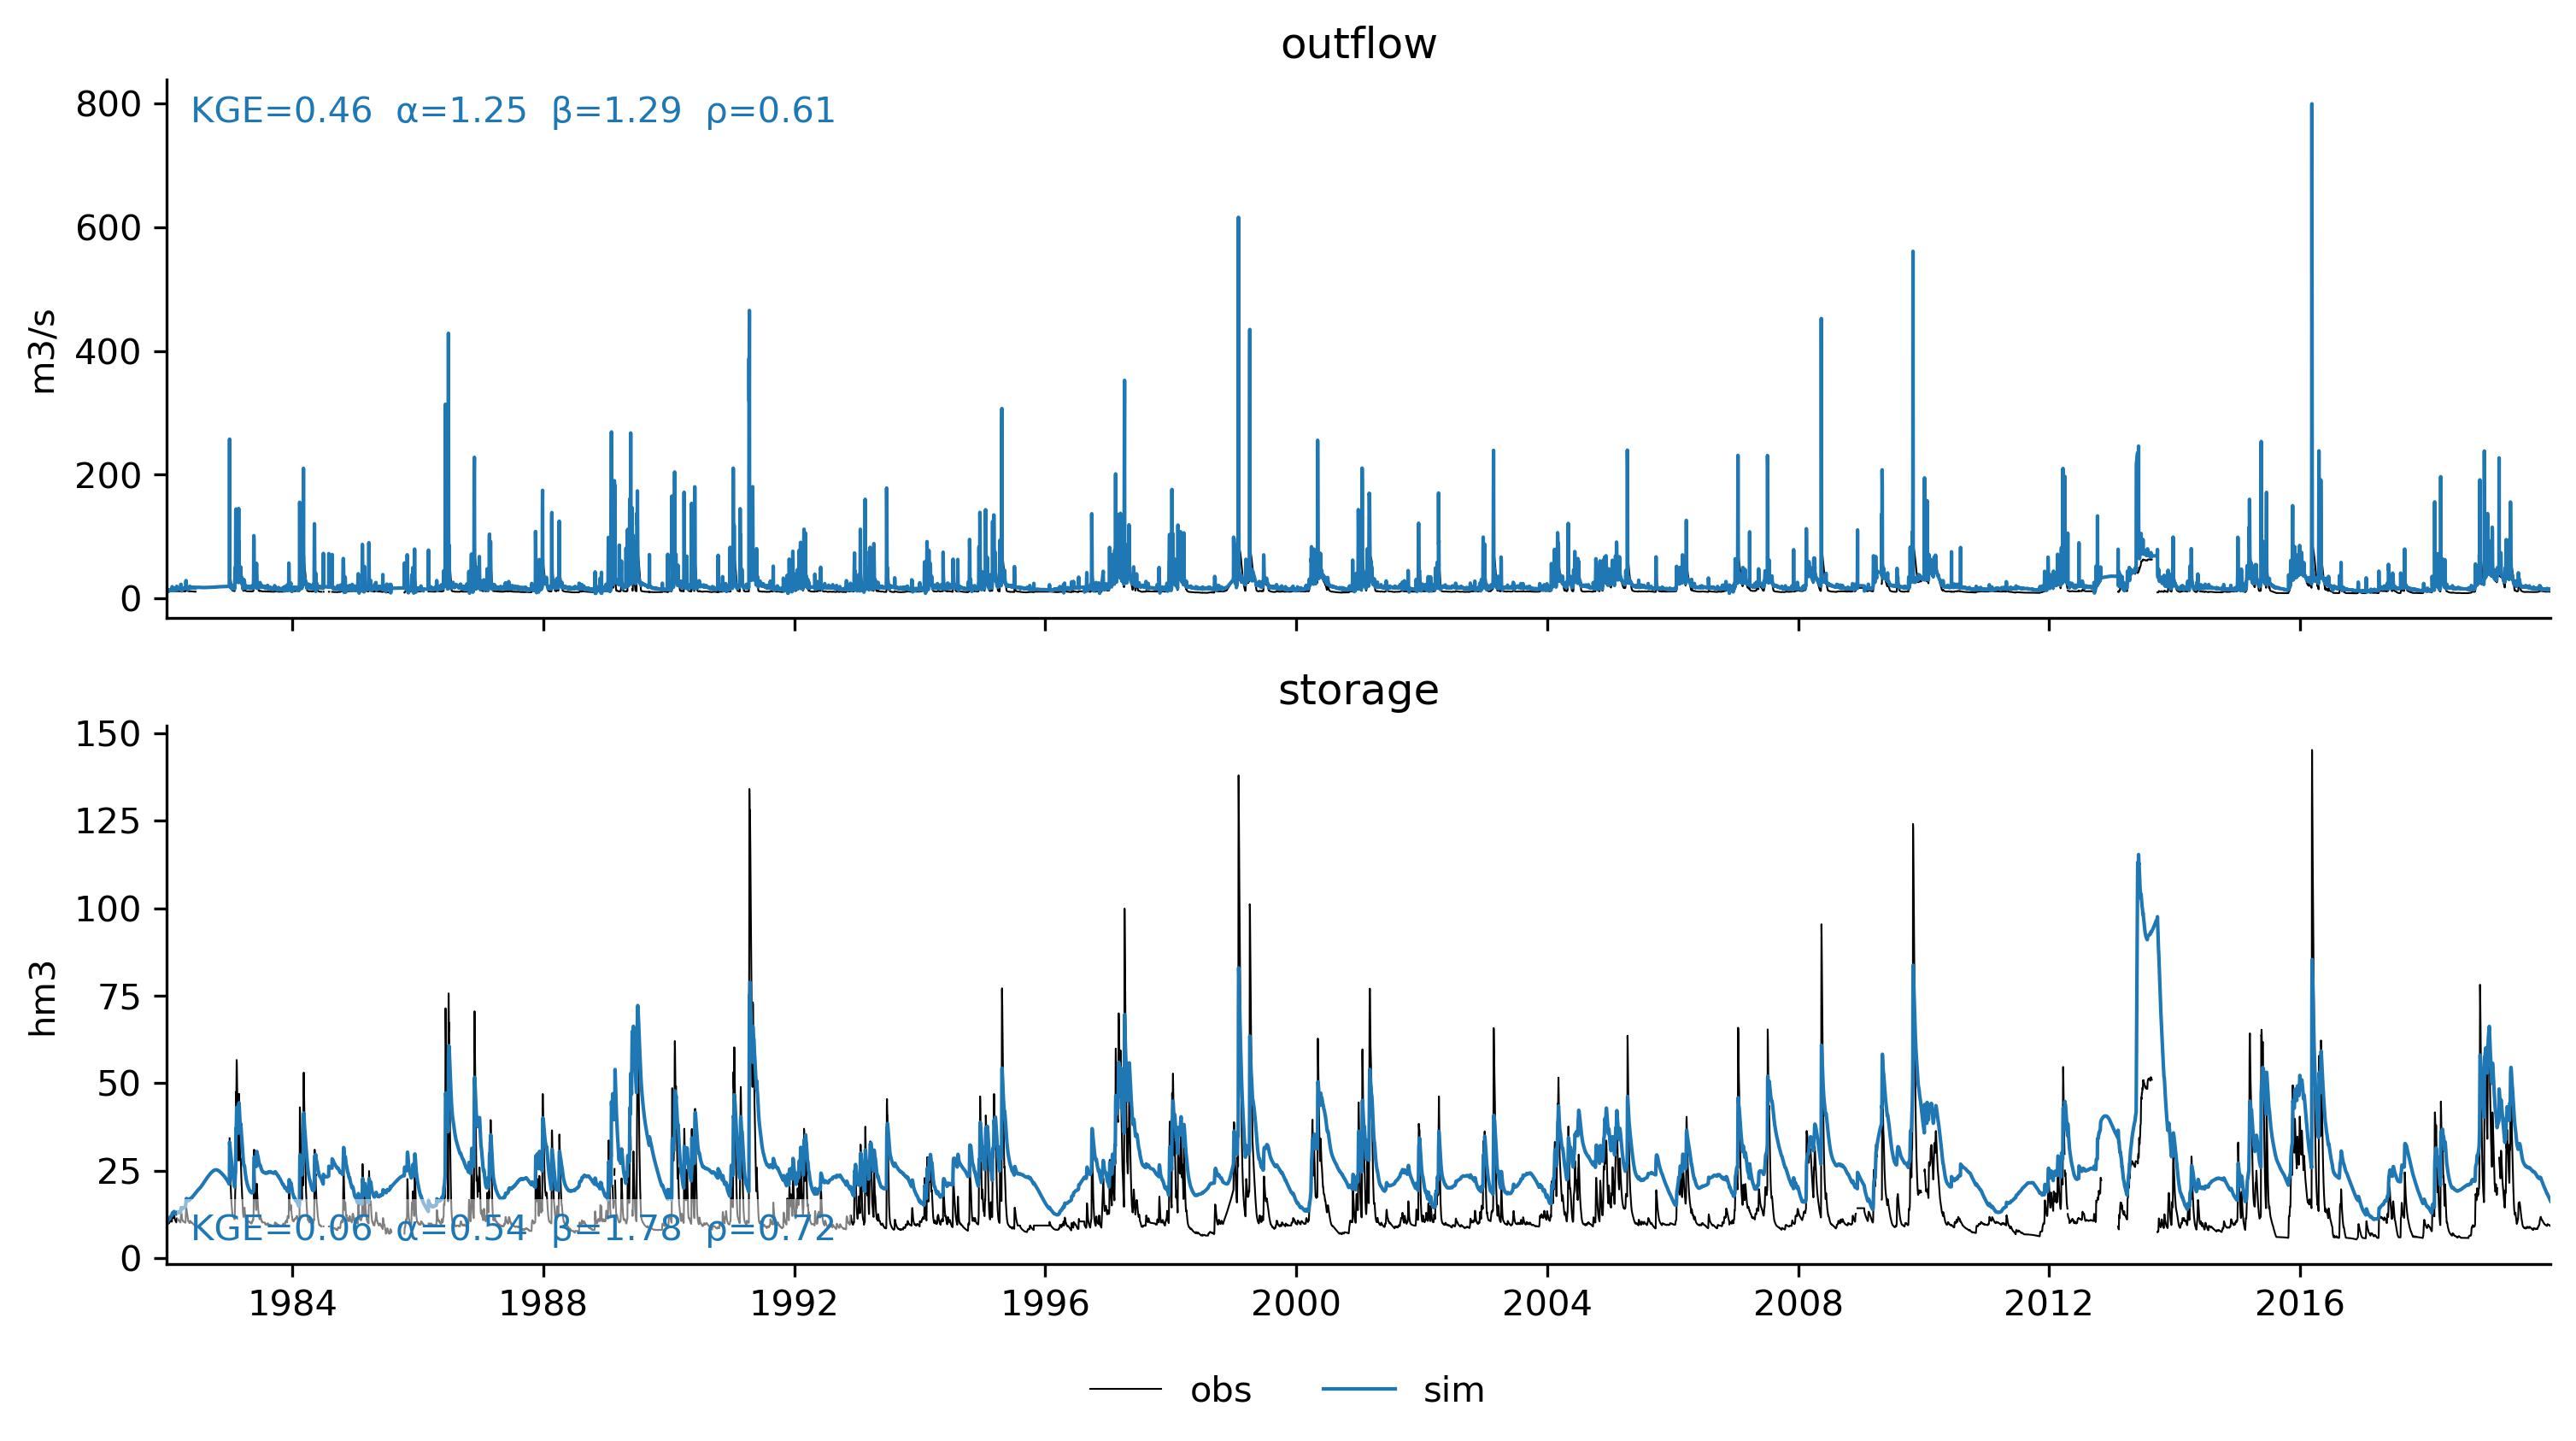 outflow
800
KGE=0.46 α=1.25 β=1.29 ρ=0.61
600
m3/s
400
200
0
storage
150
125
100
hm3
75
50
25
KGE=0.06 α=0.54 β=1.78 ρ=0.72
0
1984 1988 1992 1996 2000 2004 2008 2012 2016
obs sim